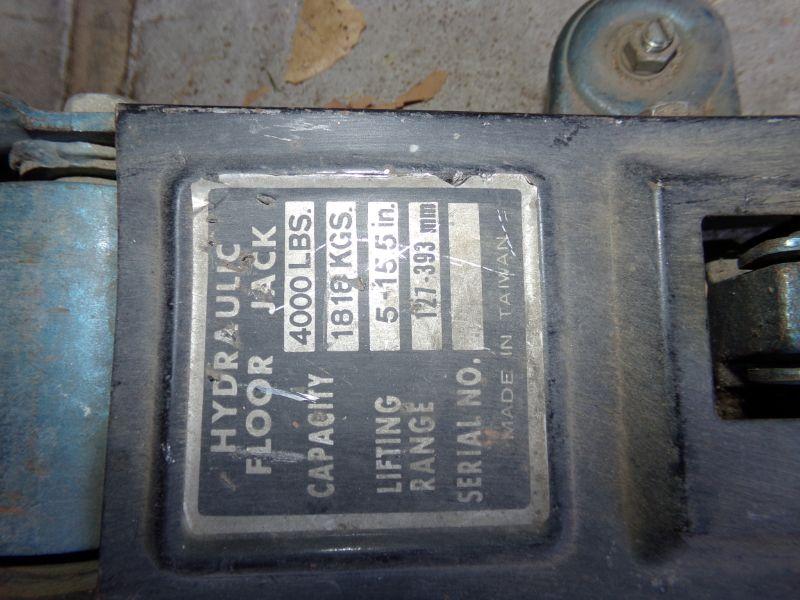 HYDRAULIC
FLOOR JACK
CAPACITY 4000 LBS.
1818 KGS.
LIFTING 5-15.5 in.
RANGE 127-393 mm
SERIAL NO.
MADE IN TAIWAN